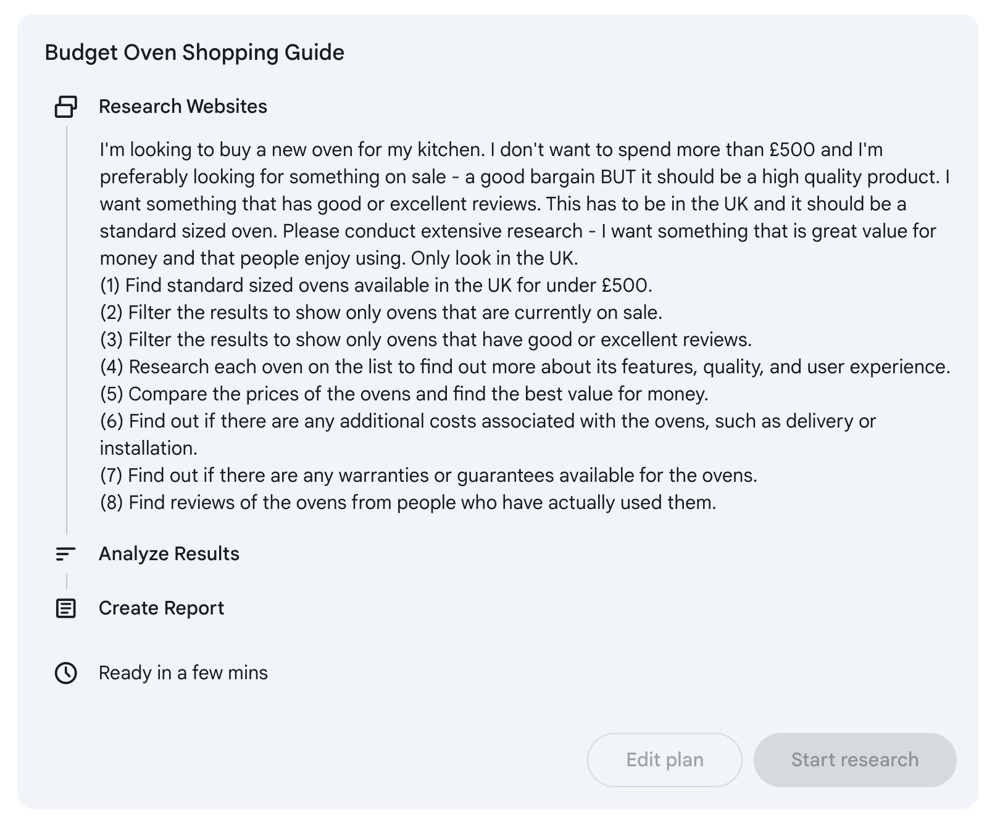 Budget Oven Shopping Guide
Research Websites
I'm looking to buy a new oven for my kitchen. I don't want to spend more than £500 and I'm
preferably looking for something on sale - a good bargain BUT it should be a high quality product. I
want something that has good or excellent reviews. This has to be in the UK and it should be a
standard sized oven. Please conduct extensive research - I want something that is great value for
money and that people enjoy using. Only look in the UK.
(1) Find standard sized ovens available in the UK for under £500.
(2) Filter the results to show only ovens that are currently on sale.
(3) Filter the results to show only ovens that have good or excellent reviews.
(4) Research each oven on the list to find out more about its features, quality, and user experience.
(5) Compare the prices of the ovens and find the best value for money.
(6) Find out if there are any additional costs associated with the ovens, such as delivery or
installation.
(7) Find out if there are any warranties or guarantees available for the ovens.
(8) Find reviews of the ovens from people who have actually used them.
Analyze Results
Create Report
Ready in a few mins
Edit plan
Start research